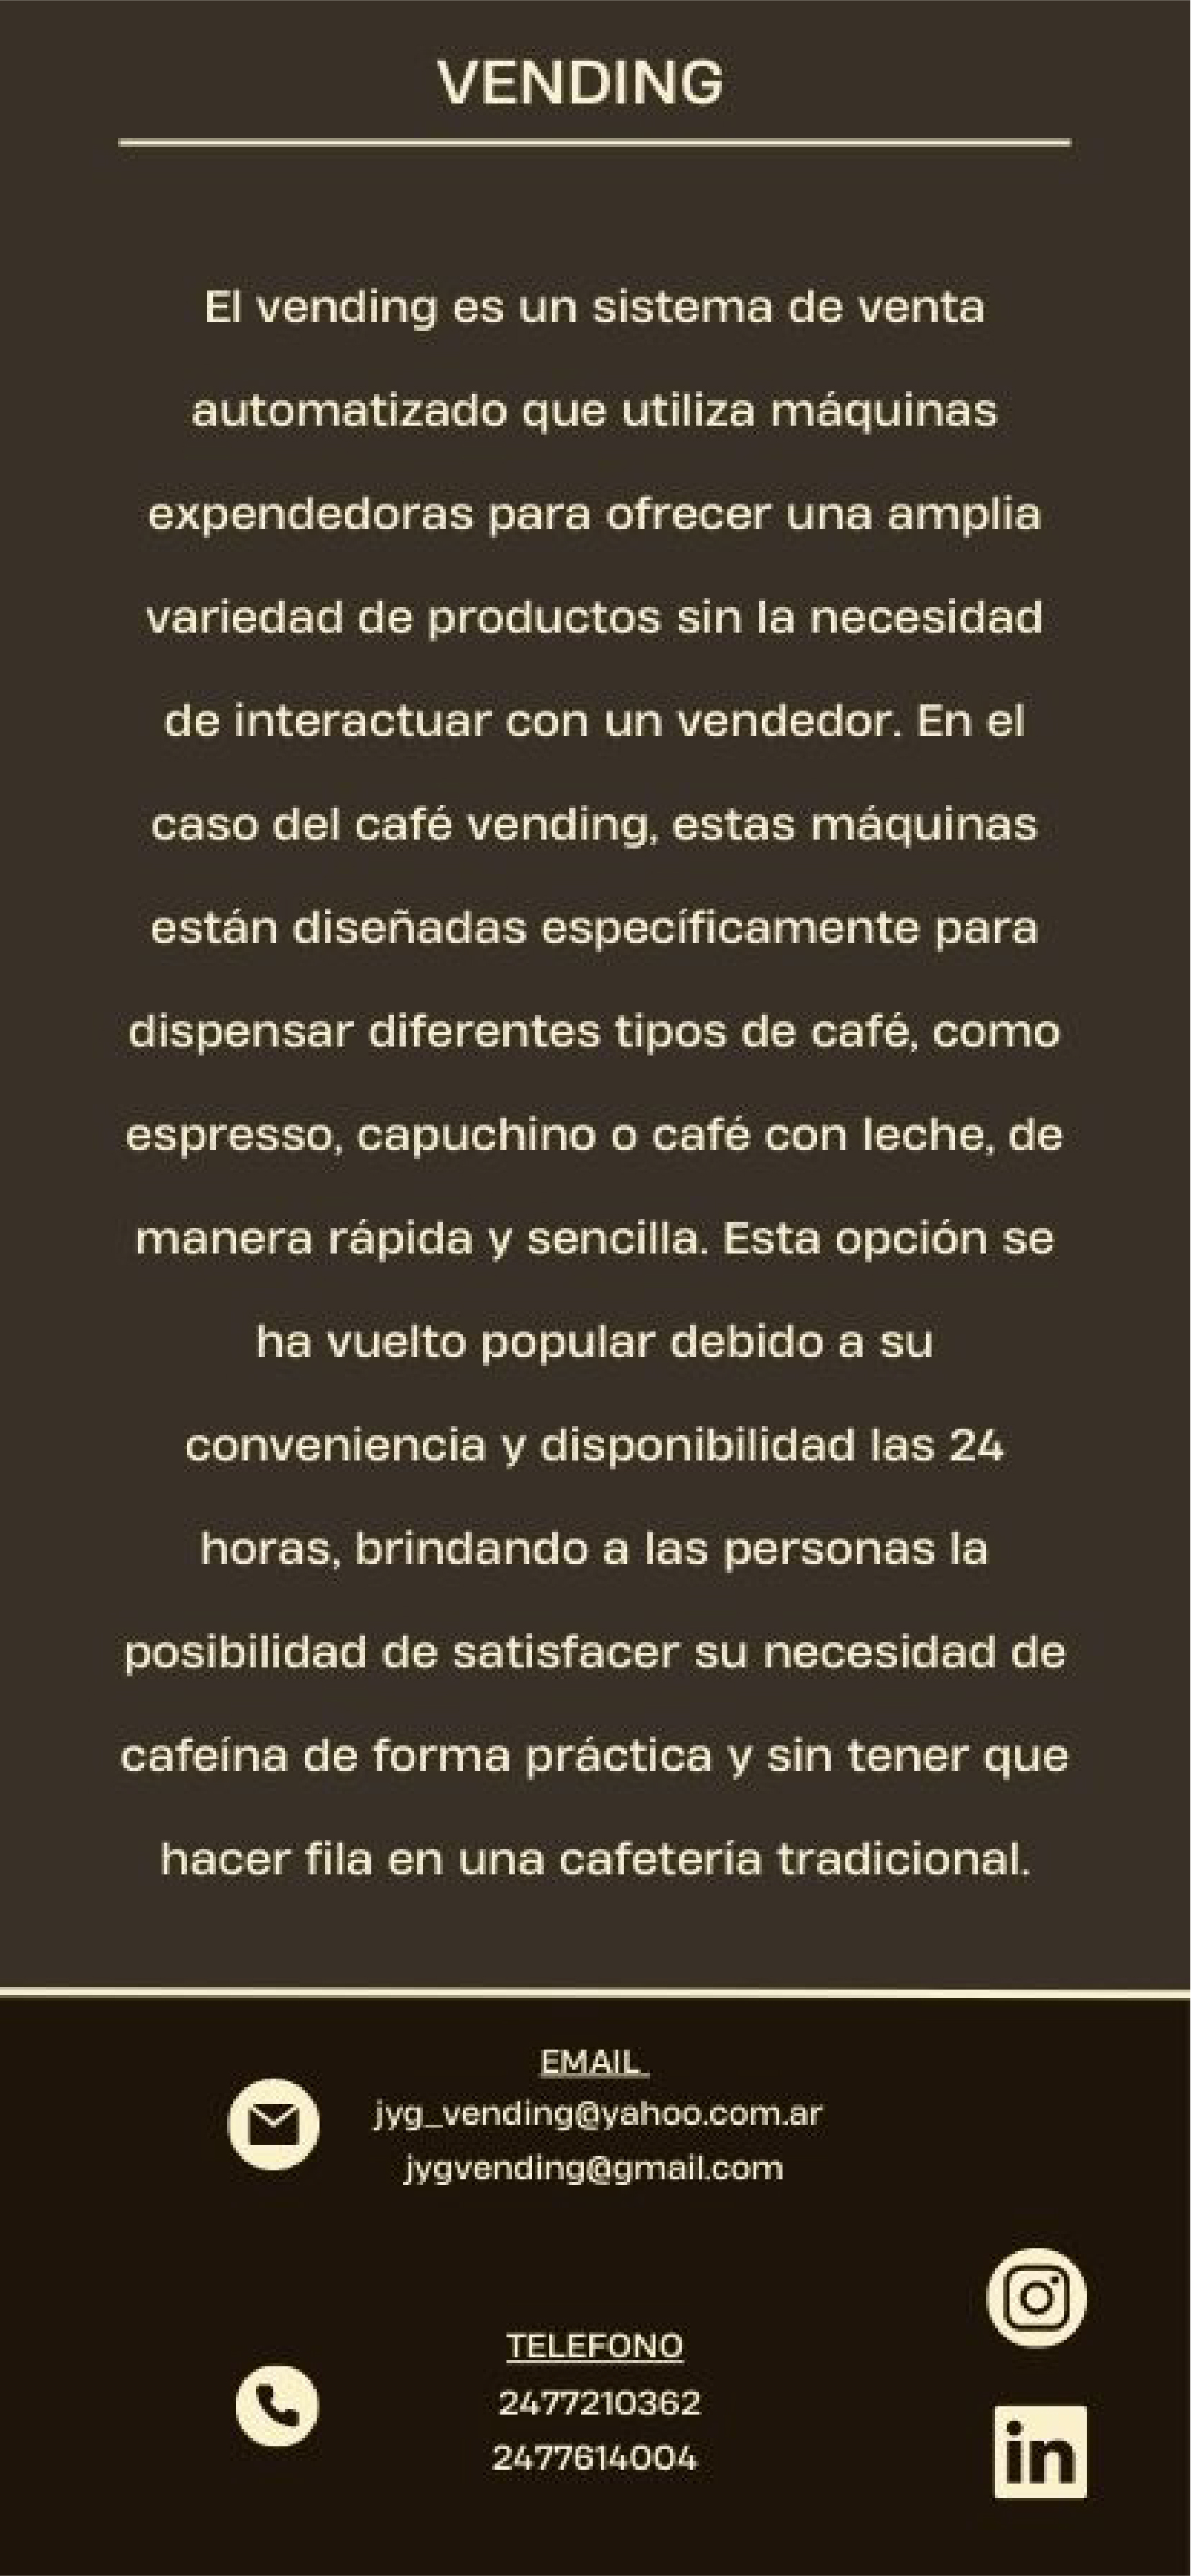 VENDING
El vending es un sistema de venta
automatizado que utiliza máquinas
expendedoras para ofrecer una amplia
variedad de productos sin la necesidad
de interactuar con un vendedor. En el
caso del café vending, estas máquinas
están diseñadas específicamente para
dispensar diferentes tipos de café, como
espresso, capuchino o café con leche, de
manera rápida y sencilla. Esta opción se
ha vuelto popular debido a su
conveniencia y disponibilidad las 24
horas, brindando a las personas la
posibilidad de satisfacer su necesidad de
cafeína de forma práctica y sin tener que
hacer fila en una cafetería tradicional.
EMAIL
jyg_vending@yahoo.com.ar
jygvending@gmail.com
TELEFONO
2477210362
2477614004
in